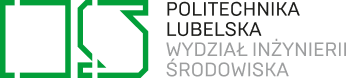 POLITECHNIKA
LUBELSKA
WYDZIAŁ INŻYNIERII
ŚRODOWISKA